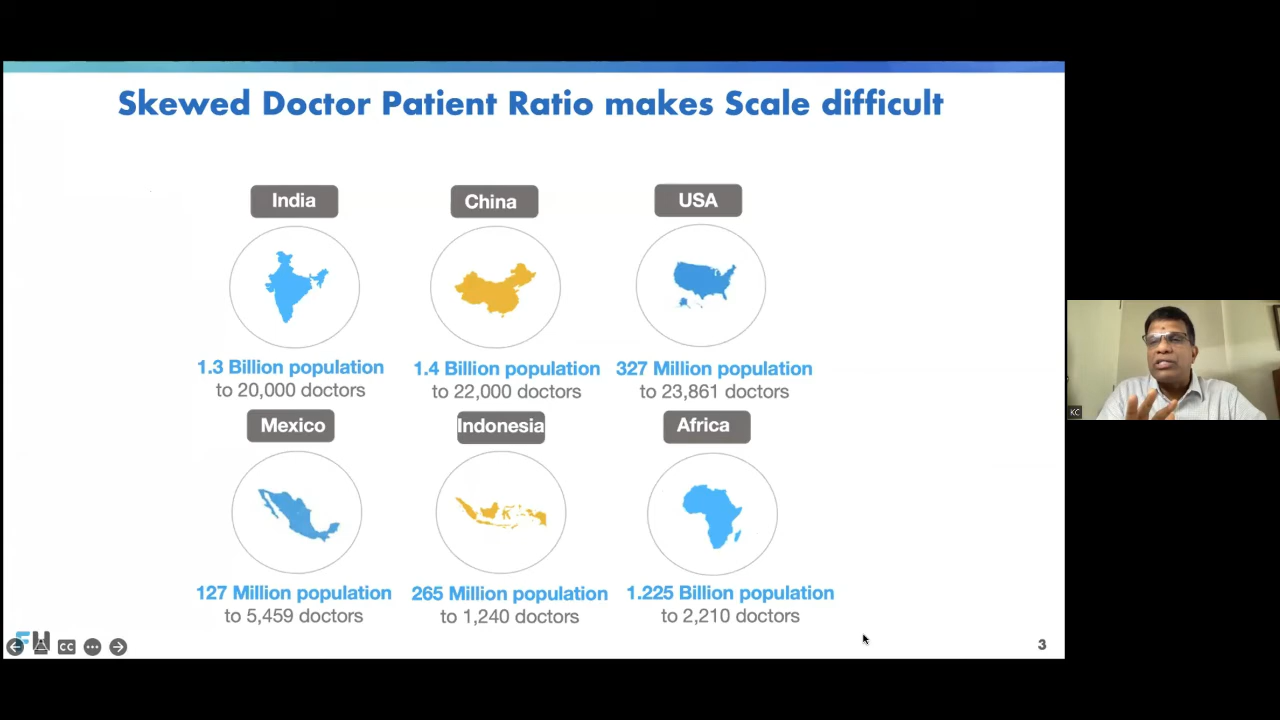 Skewed Doctor Patient Ratio makes Scale difficult
India
China
USA
1.3 Billion population
to 20,000 doctors
1.4 Billion population
to 22,000 doctors
327 Million population
to 23,861 doctors
Mexico
Indonesia
Africa
127 Million population
to 5,459 doctors
265 Million population
to 1,240 doctors
1.225 Billion population
to 2,210 doctors
CC
3
KC